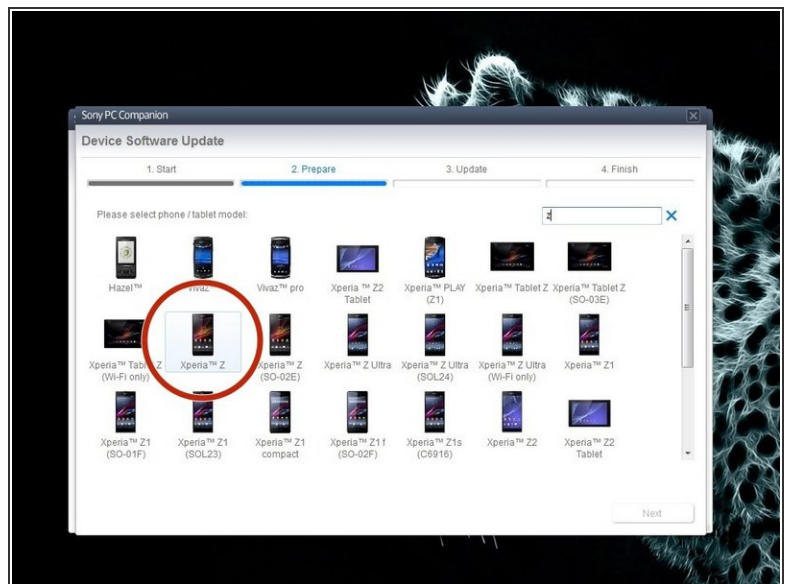 Sony PC Companion
Device Software Update
1. Start
2. Prepare
3. Update
4. Finish
Please select phone / tablet model:
z
Hazel™
Vivaz™
Vivaz™ pro
Xperia ™ Z2
Tablet
Xperia™ PLAY
(Z1)
Xperia™ Tablet Z
Xperia™ Tablet Z
(SO-03E)
Xperia™ Tablet Z
(Wi-Fi only)
Xperia™ Z
Xperia™ Z
(SO-02E)
Xperia™ Z Ultra
Xperia™ Z Ultra
(SOL24)
Xperia™ Z Ultra
(Wi-Fi only)
Xperia™ Z1
Xperia™ Z1
(SO-01F)
Xperia™ Z1
(SOL23)
Xperia™ Z1
compact
Xperia™ Z1 f
(SO-02F)
Xperia™ Z1s
(C6916)
Xperia™ Z2
Xperia™ Z2
Tablet
Next